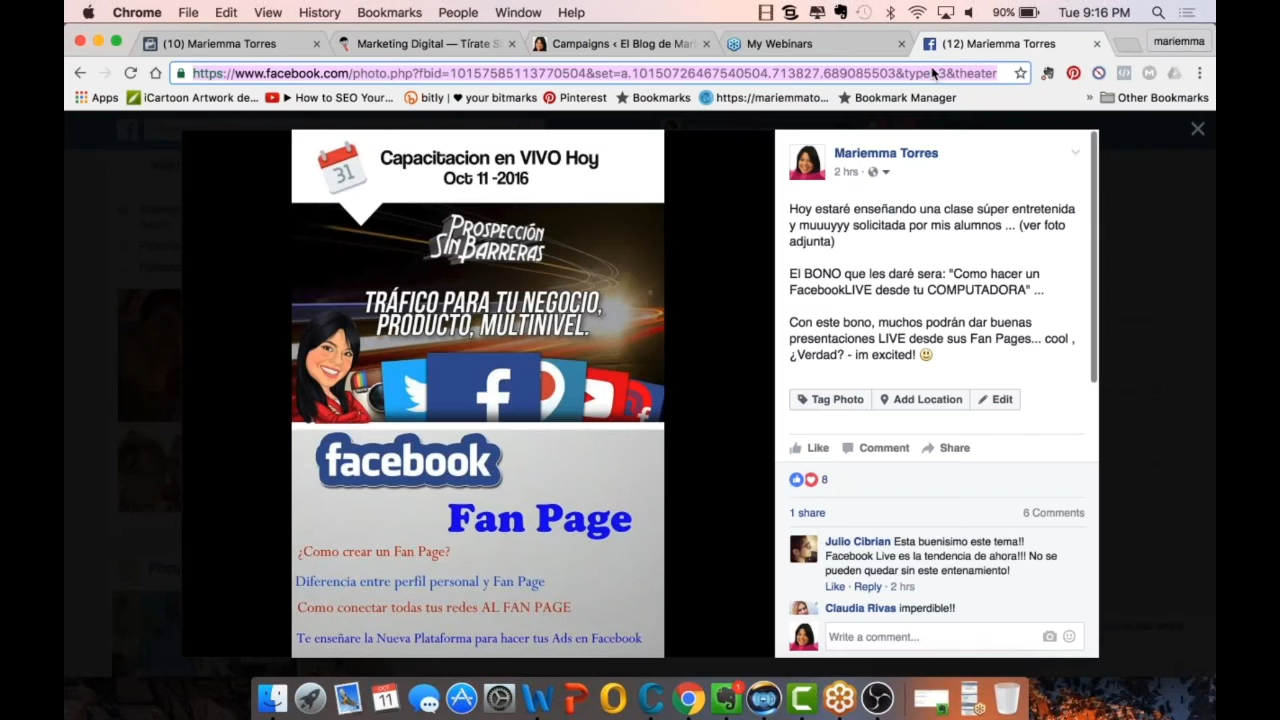 Chrome File Edit View History Bookmarks People Window Help 90% Tue 9:16 PM
(10) Mariemma Torres
Marketing Digital — Tírate S
Campaigns ‹ El Blog de Mar
My Webinars
(12) Mariemma Torres
mariemma
https://www.facebook.com/photo.php?fbid=10157585113770504&set=a.10150726467540504.713827.689085503&type=3&theater
Apps iCartoon Artwork de... ► How to SEO Your... bitly | ♥ your bitmarks Pinterest Bookmarks https://mariemmato... Bookmark Manager » Other Bookmarks
31
Capacitacion en VIVO Hoy
Oct 11 -2016
PROSPECCIÓN
SIN BARRERAS
TRÁFICO PARA TU NEGOCIO,
PRODUCTO, MULTINIVEL.
facebook
Fan Page
¿Como crear un Fan Page?
Diferencia entre perfil personal y Fan Page
Como conectar todas tus redes AL FAN PAGE
Te enseñare la Nueva Plataforma para hacer tus Ads en Facebook
Mariemma Torres
2 hrs ·
Hoy estaré enseñando una clase súper entretenida
y muuuyyy solicitada por mis alumnos ... (ver foto
adjunta)
El BONO que les daré sera: "Como hacer un
FacebookLIVE desde tu COMPUTADORA" ...
Con este bono, muchos podrán dar buenas
presentaciones LIVE desde sus Fan Pages... cool ,
¿Verdad? - im excited! 😃
Tag Photo Add Location Edit
Like Comment Share
8
1 share 6 Comments
Julio Cibrian Esta buenisimo este tema!!
Facebook Live es la tendencia de ahora!!! No se
pueden quedar sin este entenamiento!
Like · Reply · 2 hrs
Claudia Rivas imperdible!!
Write a comment...
OCT
11
1